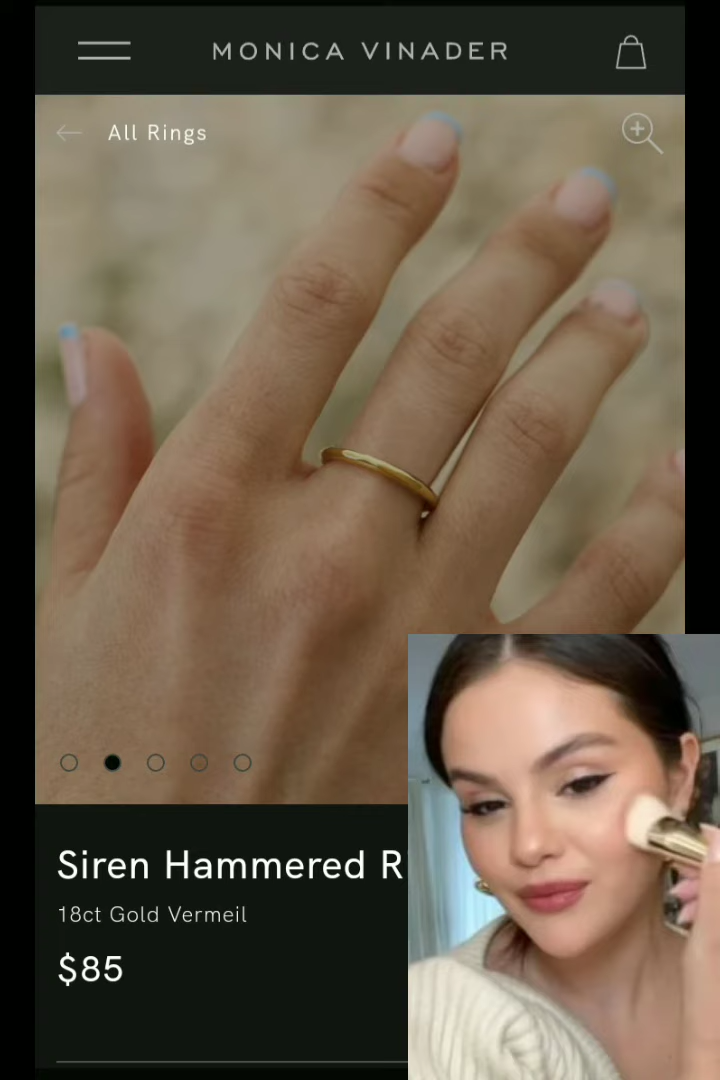 MONICA VINADER
All Rings
Siren Hammered
18ct Gold Vermeil
$85